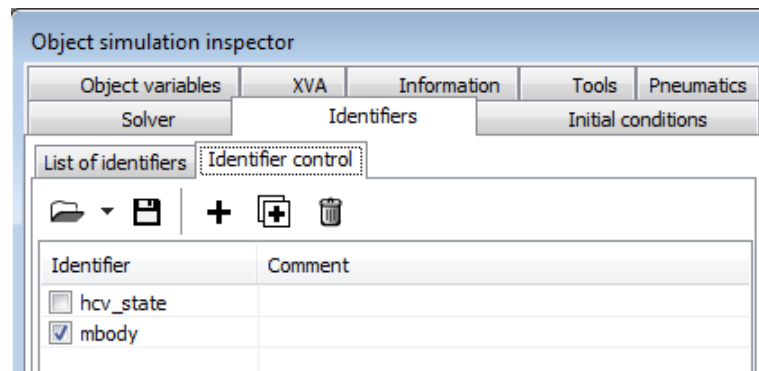 Object simulation inspector
Object variables XVA Information Tools Pneumatics
Solver Identifiers Initial conditions
List of identifiers Identifier control
Identifier Comment
hcv_state
mbody